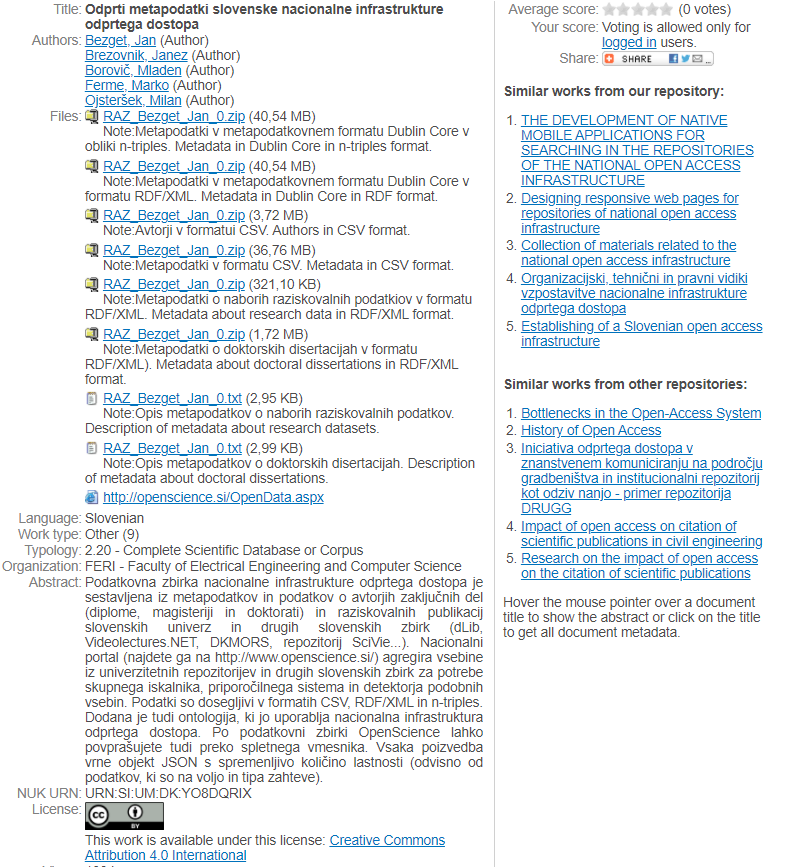 Title: Odprti metapodatki slovenske nacionalne infrastrukture
odprtega dostopa
Authors: Bezget, Jan (Author)
Brezovnik, Janez (Author)
Borovič, Mladen (Author)
Ferme, Marko (Author)
Ojsteršek, Milan (Author)
Files: RAZ_Bezget_Jan_0.zip (40,54 MB)
Note:Metapodatki v metapodatkovnem formatu Dublin Core v
obliki n-triples. Metadata in Dublin Core in n-triples format.
RAZ_Bezget_Jan_0.zip (40,54 MB)
Note:Metapodatki v metapodatkovnem formatu Dublin Core v
formatu RDF/XML. Metadata in Dublin Core in RDF format.
RAZ_Bezget_Jan_0.zip (3,72 MB)
Note:Avtorji v formatui CSV. Authors in CSV format.
RAZ_Bezget_Jan_0.zip (36,76 MB)
Note:Metapodatki v formatu CSV. Metadata in CSV format.
RAZ_Bezget_Jan_0.zip (321,10 KB)
Note:Metapodatki o naborih raziskovalnih podatkiov v formatu
RDF/XML. Metadata about research data in RDF/XML format.
RAZ_Bezget_Jan_0.zip (1,72 MB)
Note:Metapodatki o doktorskih disertacijah v formatu
RDF/XML). Metadata about doctoral dissertations in RDF/XML
format.
RAZ_Bezget_Jan_0.txt (2,95 KB)
Note:Opis metapodatkov o naborih raziskovalnih podatkov.
Description of metadata about research datasets.
RAZ_Bezget_Jan_0.txt (2,99 KB)
Note:Opis metapodatkov o doktorskih disertacijah. Description
of metadata about doctoral dissertations.
http://openscience.si/OpenData.aspx
Language: Slovenian
Work type: Other (9)
Typology: 2.20 - Complete Scientific Database or Corpus
Organization: FERI - Faculty of Electrical Engineering and Computer Science
Abstract: Podatkovna zbirka nacionalne infrastrukture odprtega dostopa je
sestavljena iz metapodatkov in podatkov o avtorjih zaključnih del
(diplome, magisteriji in doktorati) in raziskovalnih publikacij
slovenskih univerz in drugih slovenskih zbirk (dLib,
Videolectures.NET, DKMORS, repozitorij SciVie...). Nacionalni
portal (najdete ga na http://www.openscience.si/) agregira vsebine
iz univerzitetnih repozitorijev in drugih slovenskih zbirk za potrebe
skupnega iskalnika, priporočilnega sistema in detektorja podobnih
vsebin. Podatki so dosegljivi v formatih CSV, RDF/XML in n-triples.
Dodana je tudi ontologija, ki jo uporablja nacionalna infrastruktura
odprtega dostopa. Po podatkovni zbirki OpenScience lahko
povprašujete tudi preko spletnega vmesnika. Vsaka poizvedba
vrne objekt JSON s spremenljivo količino lastnosti (odvisno od
podatkov, ki so na voljo in tipa zahteve).
NUK URN: URN:SI:UM:DK:YO8DQRIX
License: CC BY
This work is available under this license: Creative Commons
Attribution 4.0 International
Average score: (0 votes)
Your score: Voting is allowed only for
logged in users.
Share: SHARE
Similar works from our repository:
1. THE DEVELOPMENT OF NATIVE
MOBILE APPLICATIONS FOR
SEARCHING IN THE REPOSITORIES
OF THE NATIONAL OPEN ACCESS
INFRASTRUCTURE
2. Designing responsive web pages for
repositories of national open access
infrastructure
3. Collection of materials related to the
national open access infrastructure
4. Organizacijski, tehnični in pravni vidiki
vzpostavitve nacionalne infrastrukture
odprtega dostopa
5. Establishing of a Slovenian open access
infrastructure
Similar works from other repositories:
1. Bottlenecks in the Open-Access System
2. History of Open Access
3. Iniciativa odprtega dostopa v
znanstvenem komuniciranju na področju
gradbeništva in institucionalni repozitorij
kot odziv nanjo - primer repozitorija
DRUGG
4. Impact of open access on citation of
scientific publications in civil engineering
5. Research on the impact of open access
on the citation of scientific publications
Hover the mouse pointer over a document
title to show the abstract or click on the title
to get all document metadata.